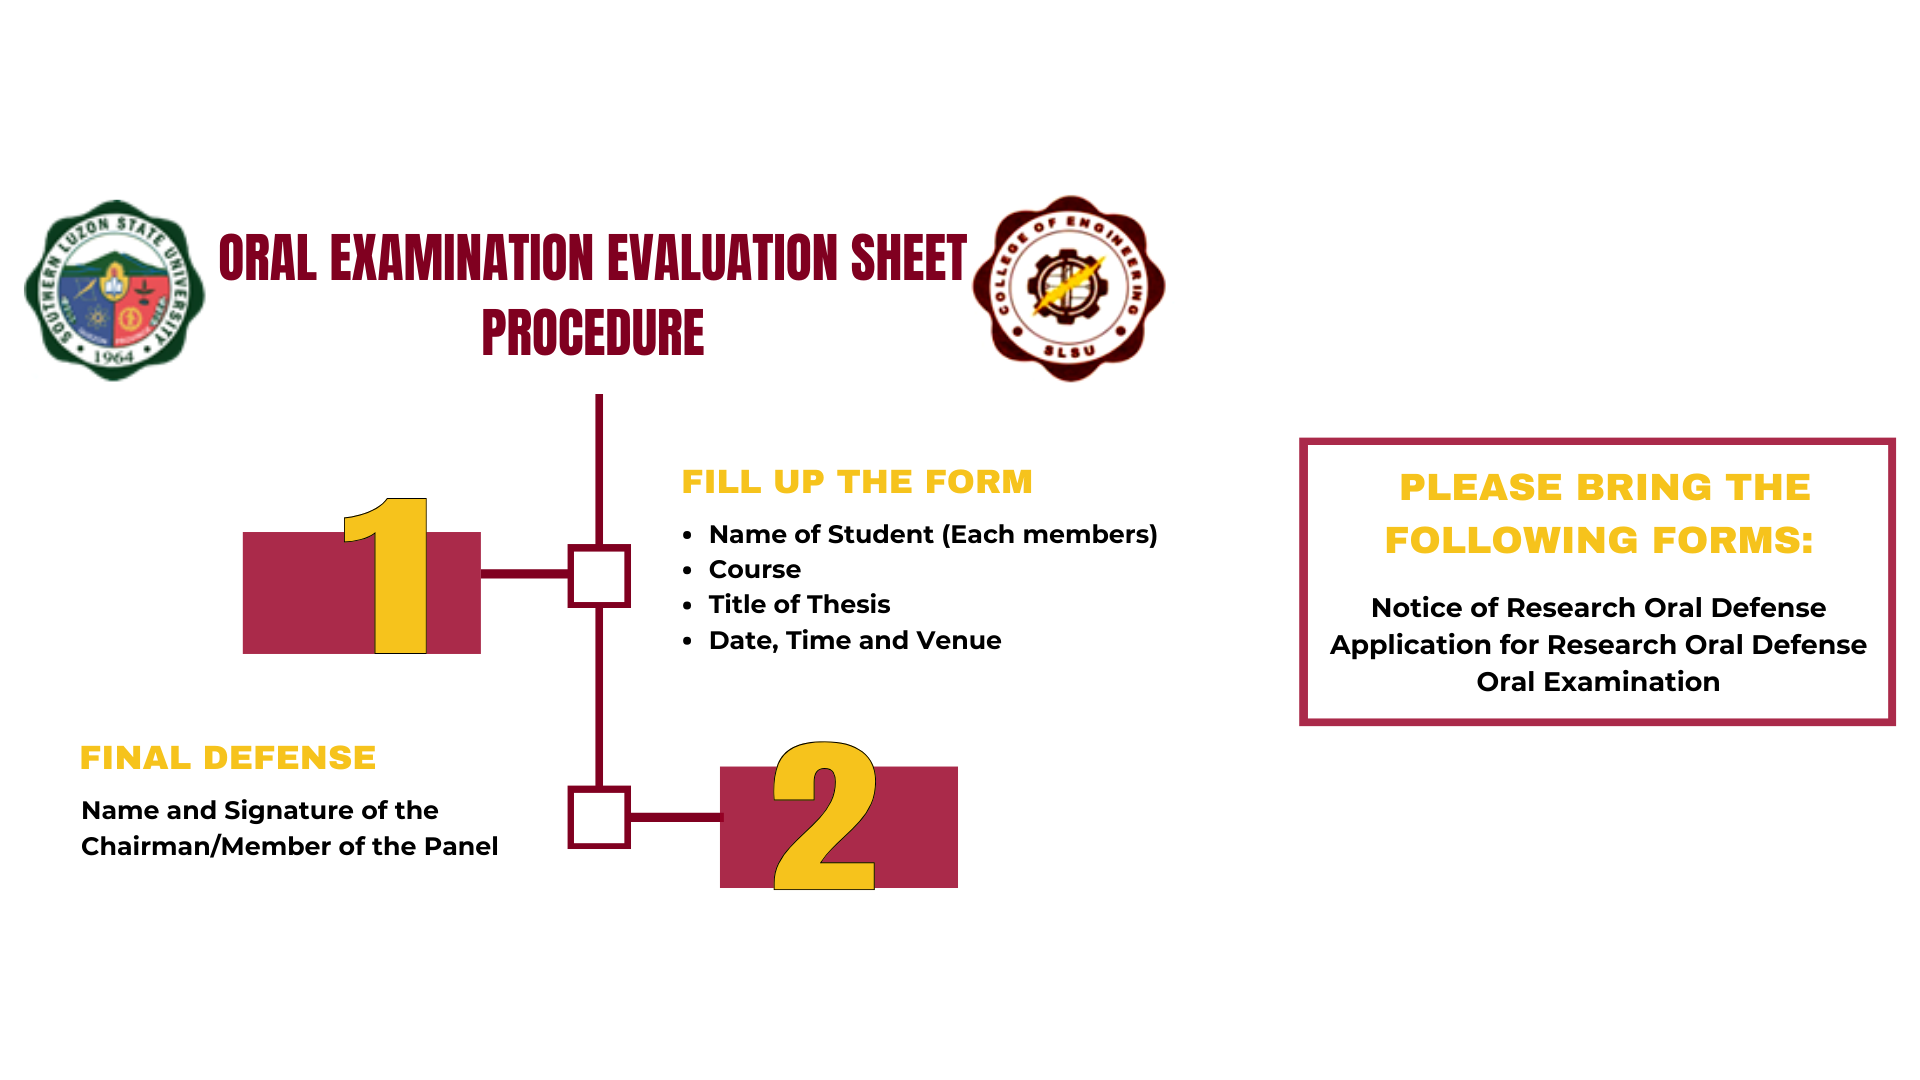 SOUTHERN LUZON STATE UNIVERSITY
1964
ORAL EXAMINATION EVALUATION SHEET
PROCEDURE
COLLEGE OF ENGINEERING
SLSU
1
FILL UP THE FORM
• Name of Student (Each members)
• Course
• Title of Thesis
• Date, Time and Venue
FINAL DEFENSE
Name and Signature of the
Chairman/Member of the Panel
2
PLEASE BRING THE
FOLLOWING FORMS:
Notice of Research Oral Defense
Application for Research Oral Defense
Oral Examination